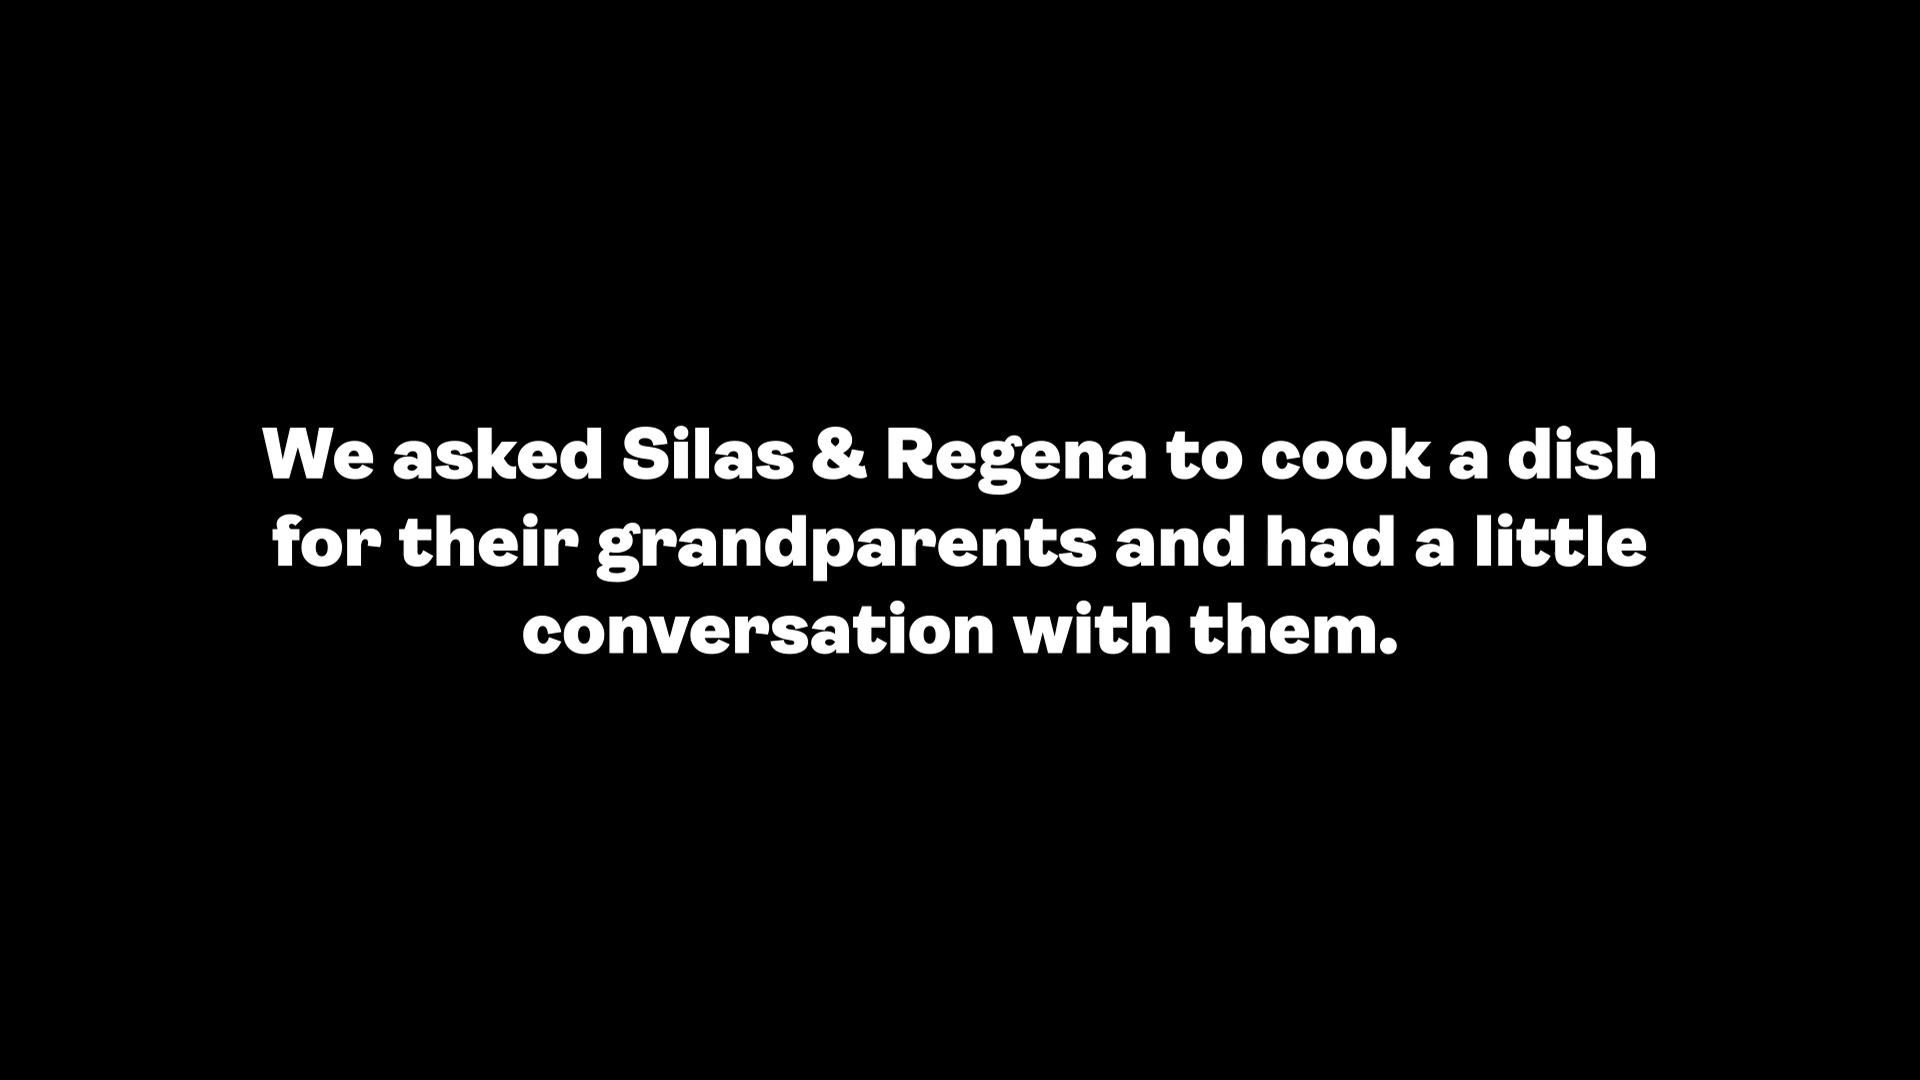 We asked Silas & Regena to cook a dish
for their grandparents and had a little
conversation with them.